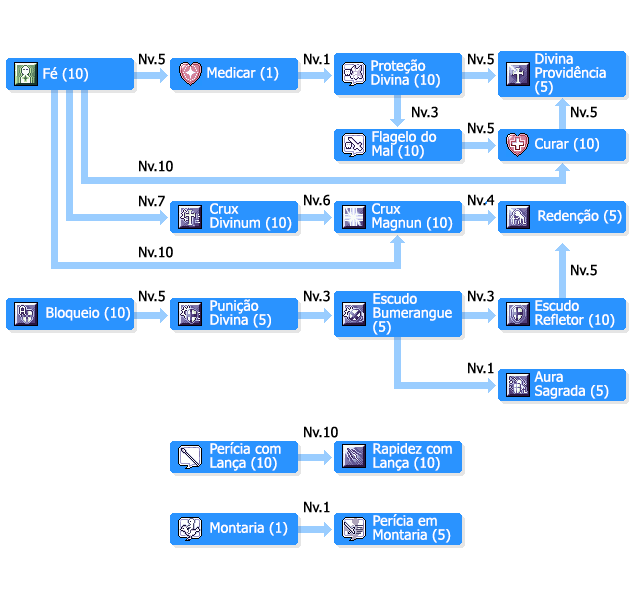 Nv.5
Nv.1
Nv.5
Fé (10)
Medicar (1)
Proteção
Divina (10)
Divina
Providência
(5)
Nv.3
Nv.5
Nv.5
Flagelo do
Mal (10)
Curar (10)
Nv.10
Nv.7
Nv.6
Nv.4
Crux
Divinum (10)
Crux
Magnun (10)
Redenção (5)
Nv.10
Nv.5
Nv.5
Nv.3
Nv.3
Bloqueio (10)
Punição
Divina (5)
Escudo
Bumerangue
(5)
Escudo
Refletor (10)
Nv.1
Aura
Sagrada (5)
Nv.10
Perícia com
Lança (10)
Rapidez com
Lança (10)
Nv.1
Montaria (1)
Perícia em
Montaria (5)